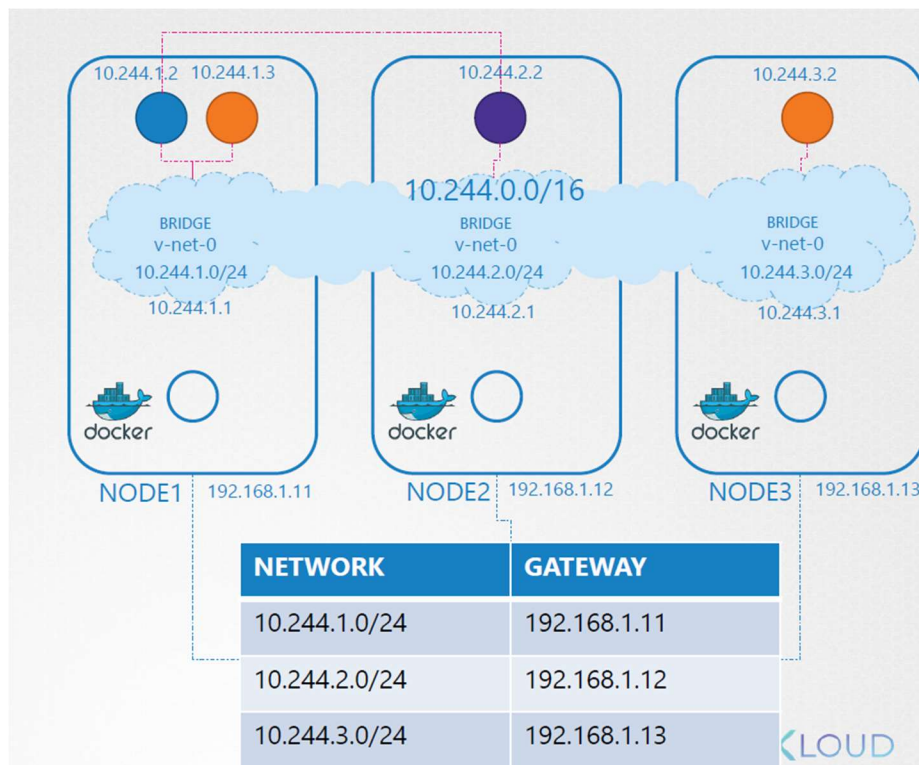 10.244.1.2 10.244.1.3
10.244.2.2
10.244.3.2
10.244.0.0/16
BRIDGE
v-net-0
10.244.1.0/24
10.244.1.1
BRIDGE
v-net-0
10.244.2.0/24
10.244.2.1
BRIDGE
v-net-0
10.244.3.0/24
10.244.3.1
docker
docker
docker
NODE1 192.168.1.11
NODE2 192.168.1.12
NODE3 192.168.1.13
NETWORK GATEWAY
10.244.1.0/24 192.168.1.11
10.244.2.0/24 192.168.1.12
10.244.3.0/24 192.168.1.13
KLOUD